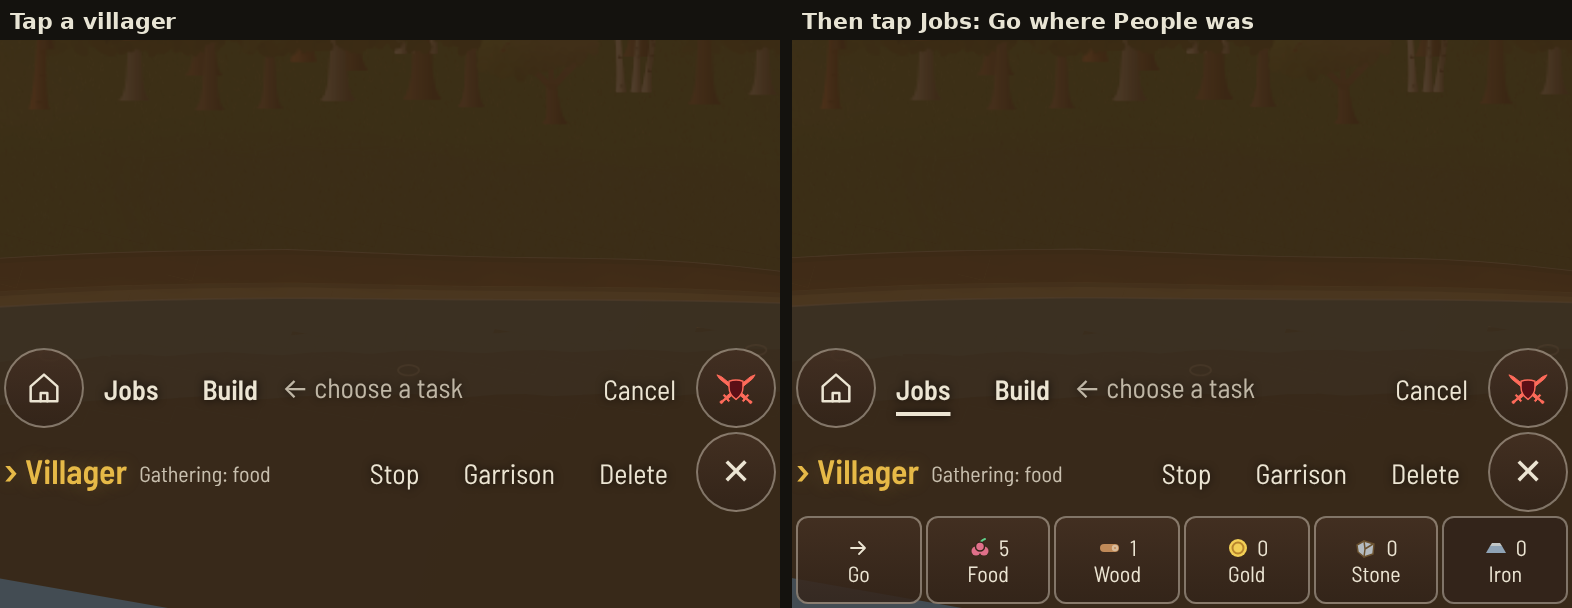 Tap a villager
Jobs Build ← choose a task Cancel
› Villager Gathering: food Stop Garrison Delete
Then tap Jobs: Go where People was
Jobs Build ← choose a task Cancel
› Villager Gathering: food Stop Garrison Delete
→ 5 1 0 0 0
Go Food Wood Gold Stone Iron